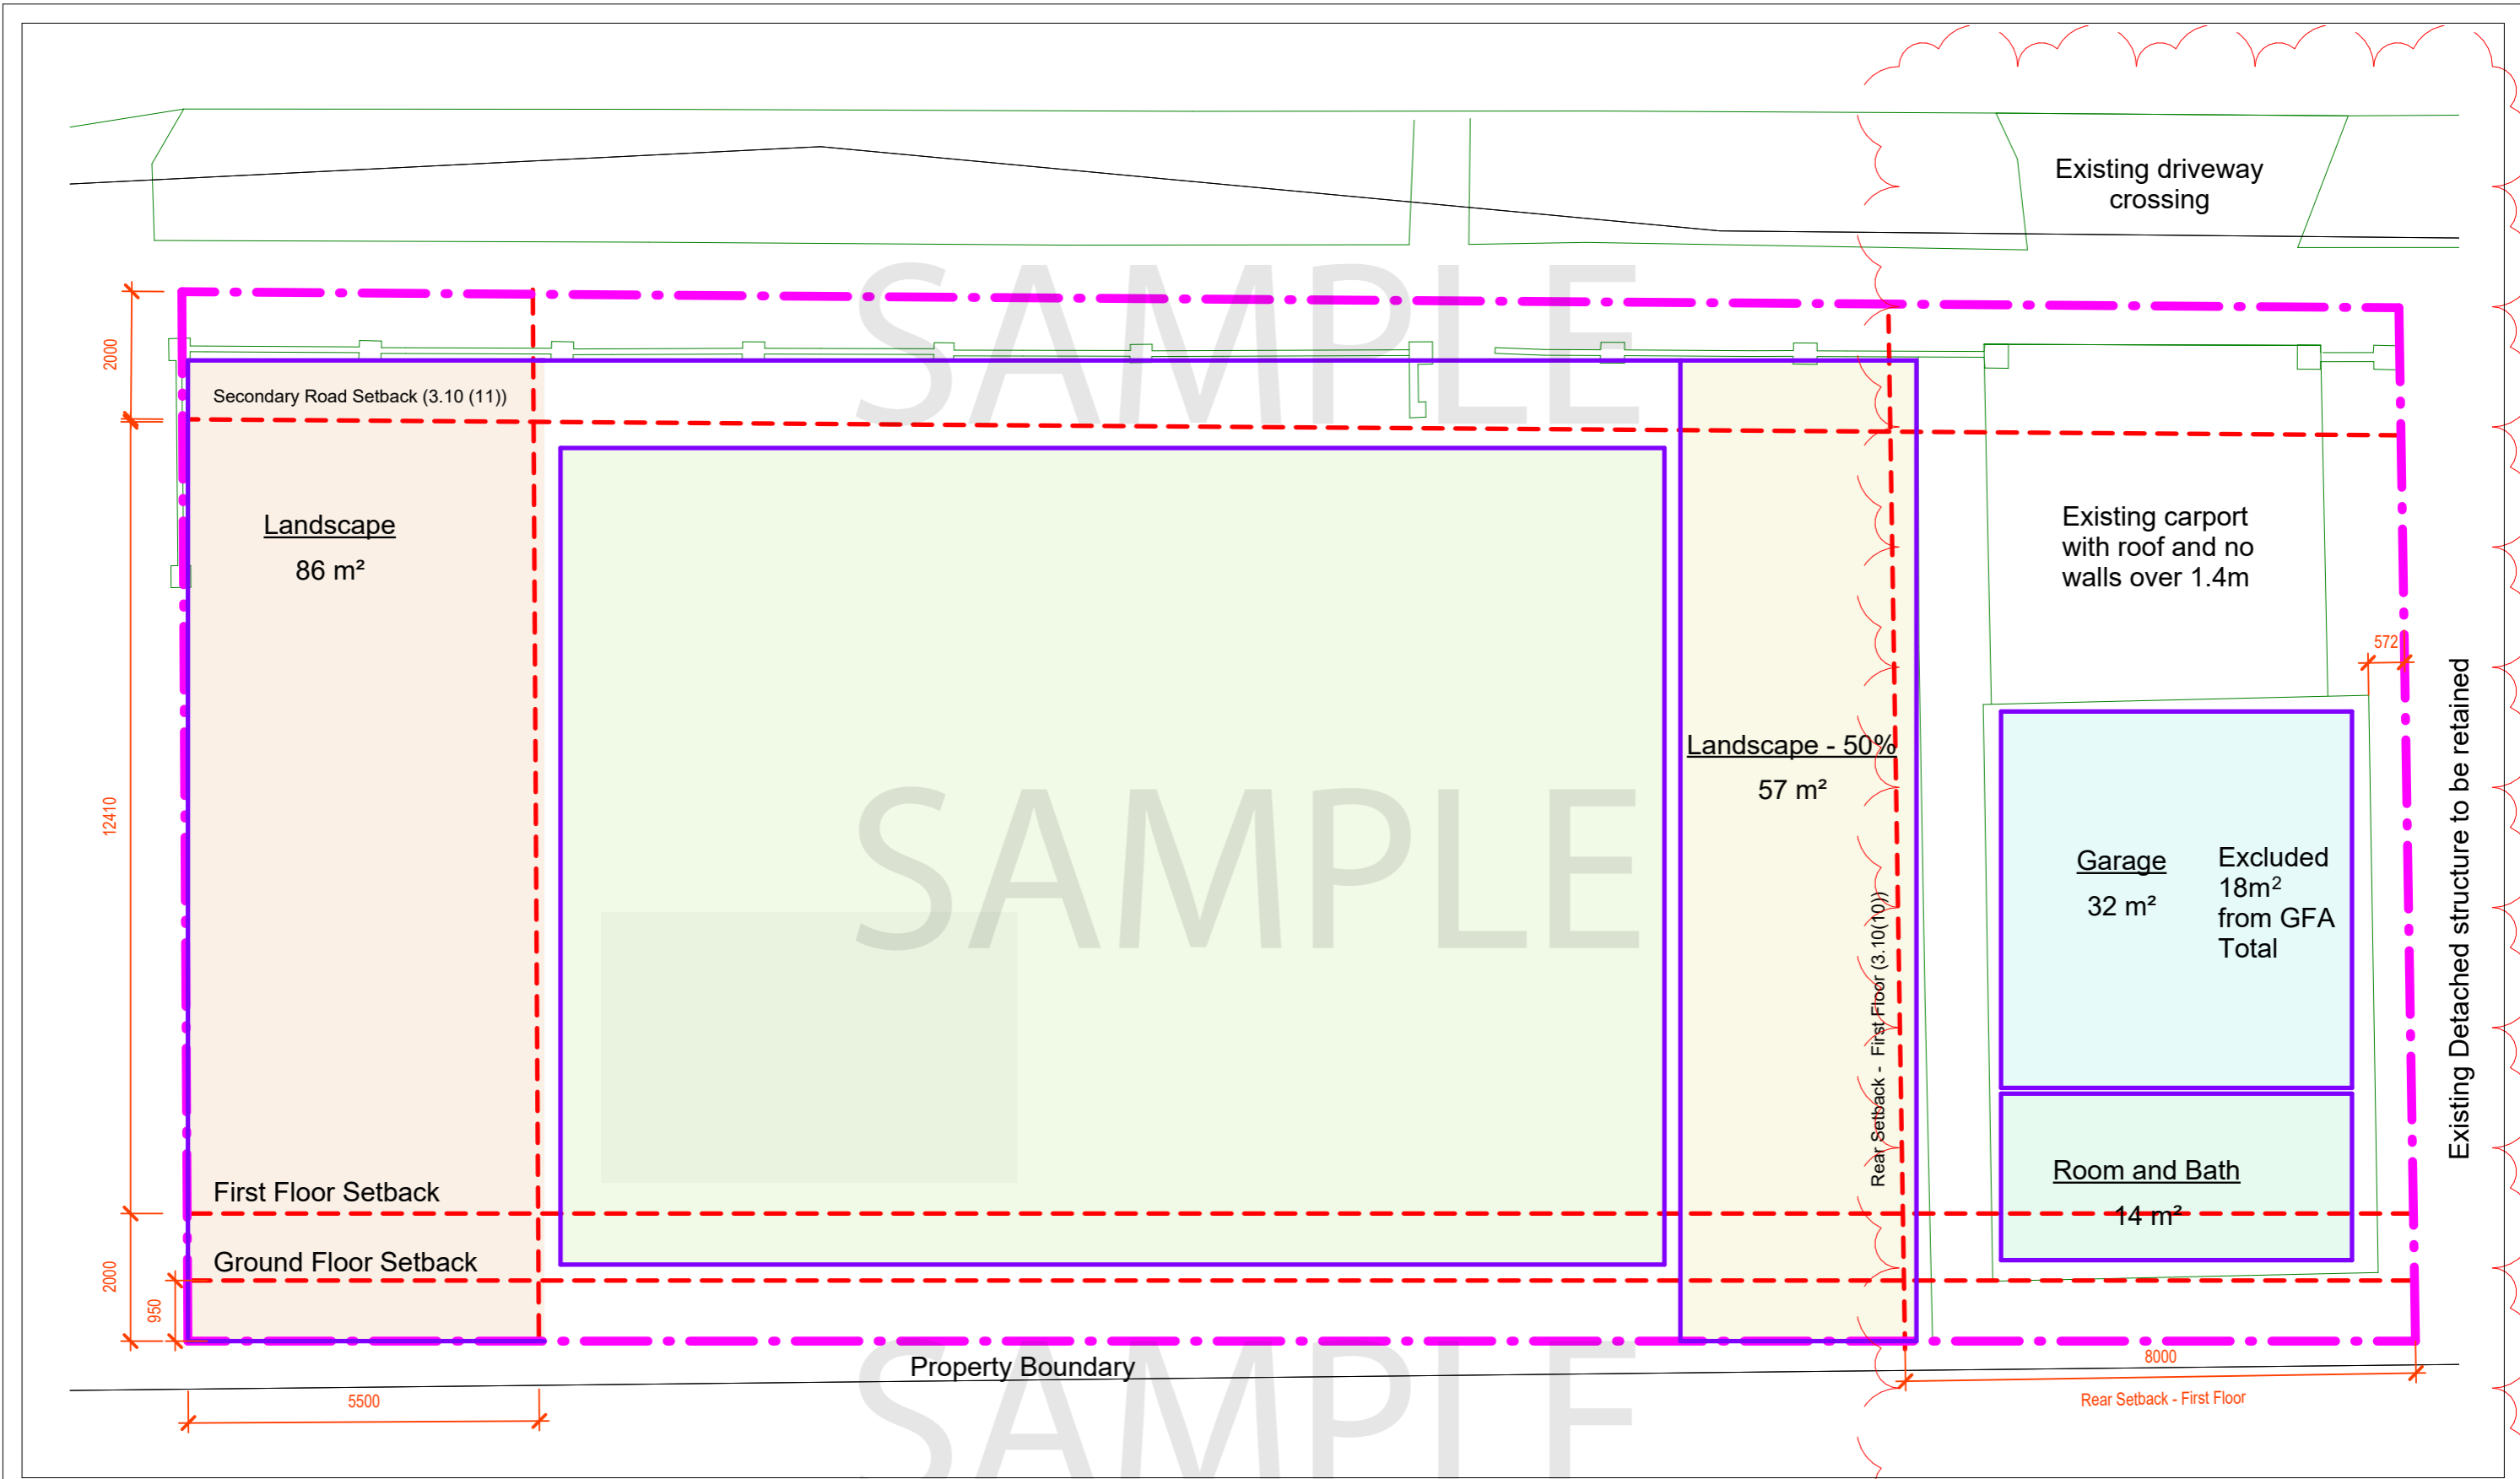 Existing driveway
crossing
SAMPLE
2000
Secondary Road Setback (3.10 (11))
Landscape
86 m²
Existing carport
with roof and no
walls over 1.4m
572
Existing Detached structure to be retained
Landscape - 50%
57 m²
12410
SAMPLE
Garage
32 m²
Excluded
18m²
from GFA
Total
Rear Setback - First Floor (3.10(10))
First Floor Setback
Room and Bath
14 m²
Ground Floor Setback
2000
950
Property Boundary
SAMPLE
8000
5500
Rear Setback - First Floor